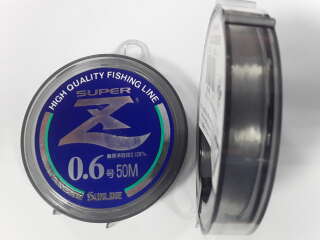 HIGH QUALITY FISHING LINE
SUPER
Z
0.6号 50M
SUNLINE